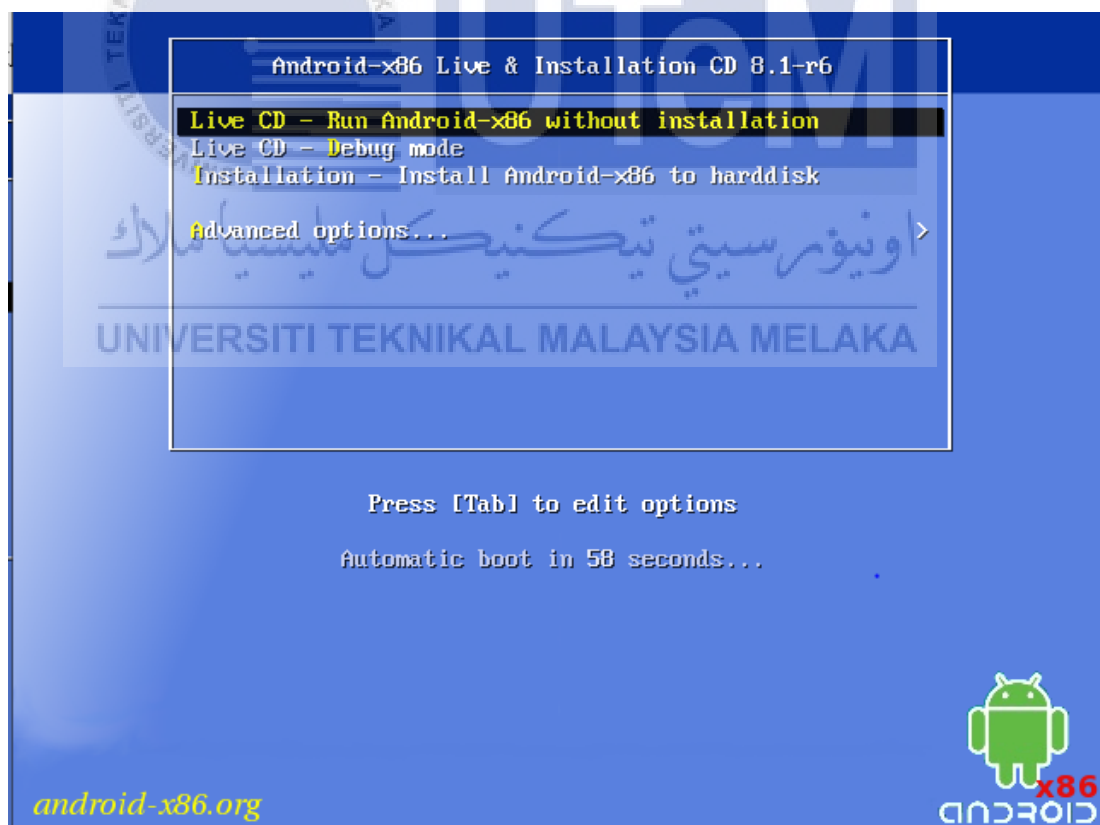 UTeM
Android-x86 Live & Installation CD 8.1-r6
Live CD - Run Android-x86 without installation
Live CD - Debug mode
Installation - Install Android-x86 to harddisk
Advanced options... >
اونيۏرسيتي تيكنيكل مليسيا ملاك
UNIVERSITI TEKNIKAL MALAYSIA MELAKA
Press [Tab] to edit options
Automatic boot in 58 seconds...
android-x86.org
x86
android